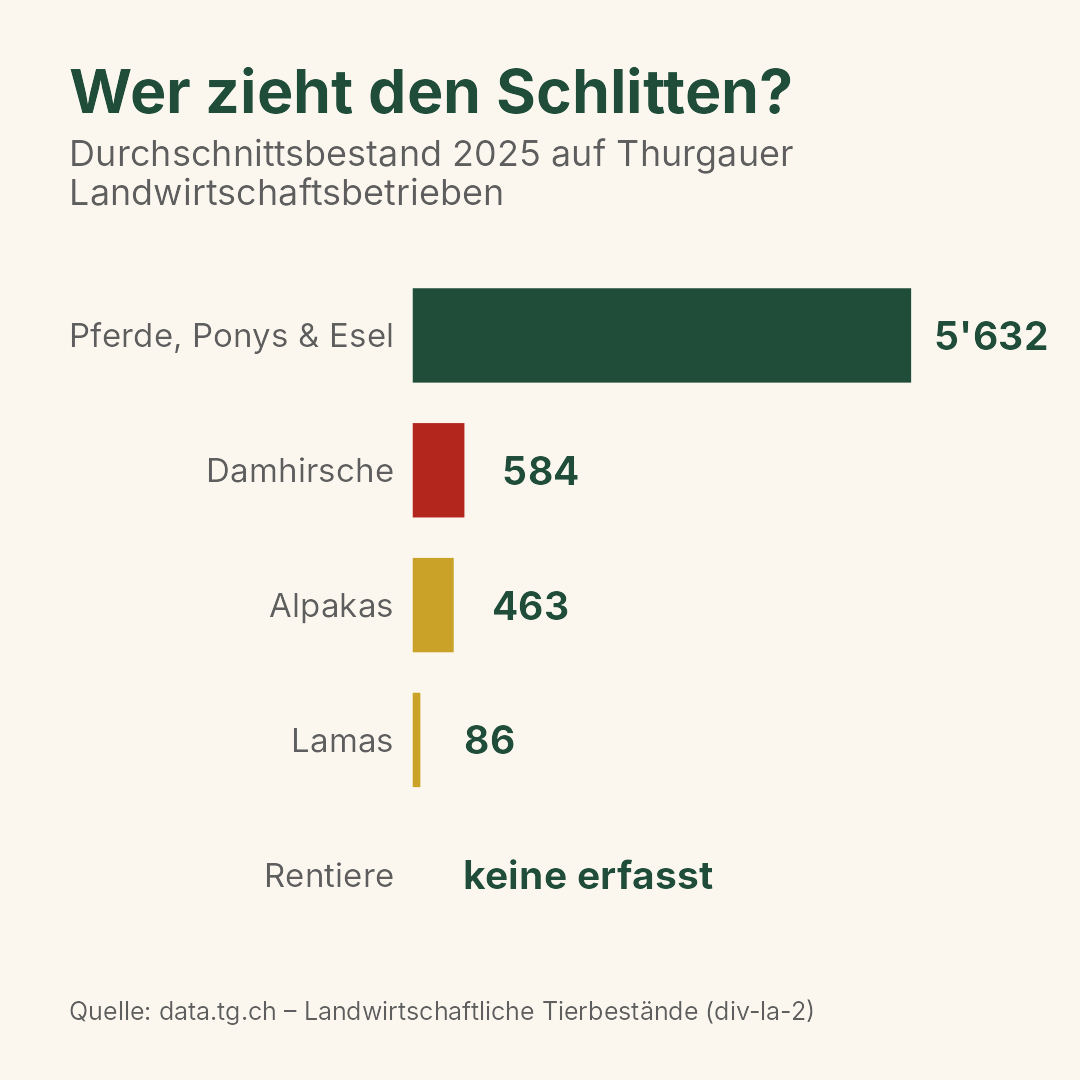 Wer zieht den Schlitten?
Durchschnittsbestand 2025 auf Thurgauer
Landwirtschaftsbetrieben
Pferde, Ponys & Esel 5'632
Damhirsche 584
Alpakas 463
Lamas 86
Rentiere keine erfasst
Quelle: data.tg.ch – Landwirtschaftliche Tierbestände (div-la-2)